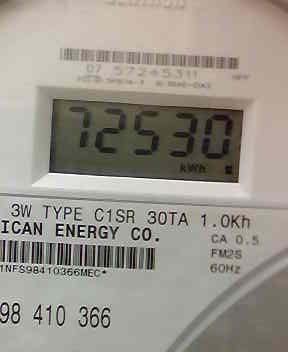 07 57245311
72530
kWh
3W TYPE C1SR 30TA 1.0Kh
ICAN ENERGY CO.
CA 0.5
FM2S
1NFS98410366MEC*
60Hz
98 410 366